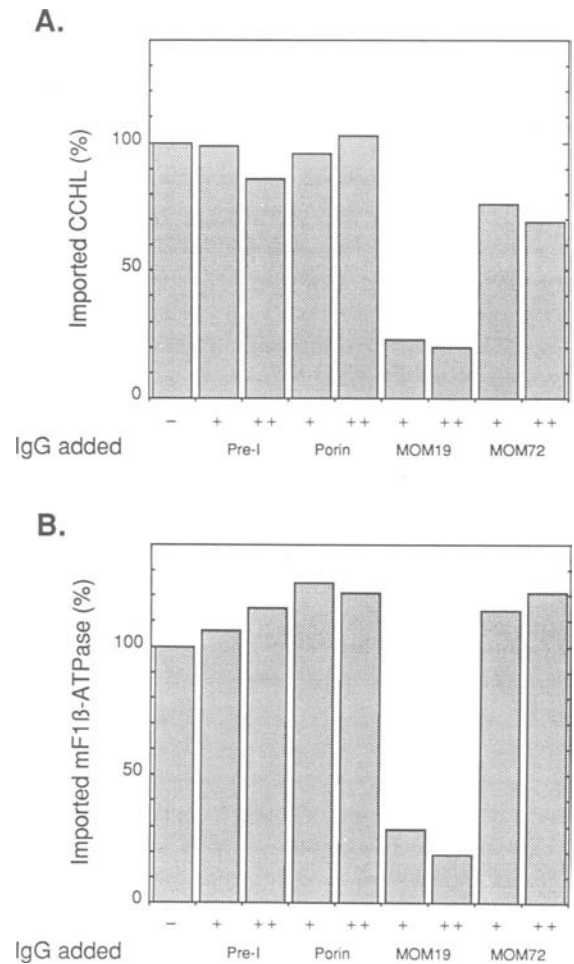 A.
Imported CCHL (%)
100
50
0
− + ++ + ++ + ++ + ++
IgG added
Pre-I Porin MOM19 MOM72
B.
Imported mF1ß-ATPase (%)
100
50
0
− + ++ + ++ + ++ + ++
IgG added
Pre-I Porin MOM19 MOM72